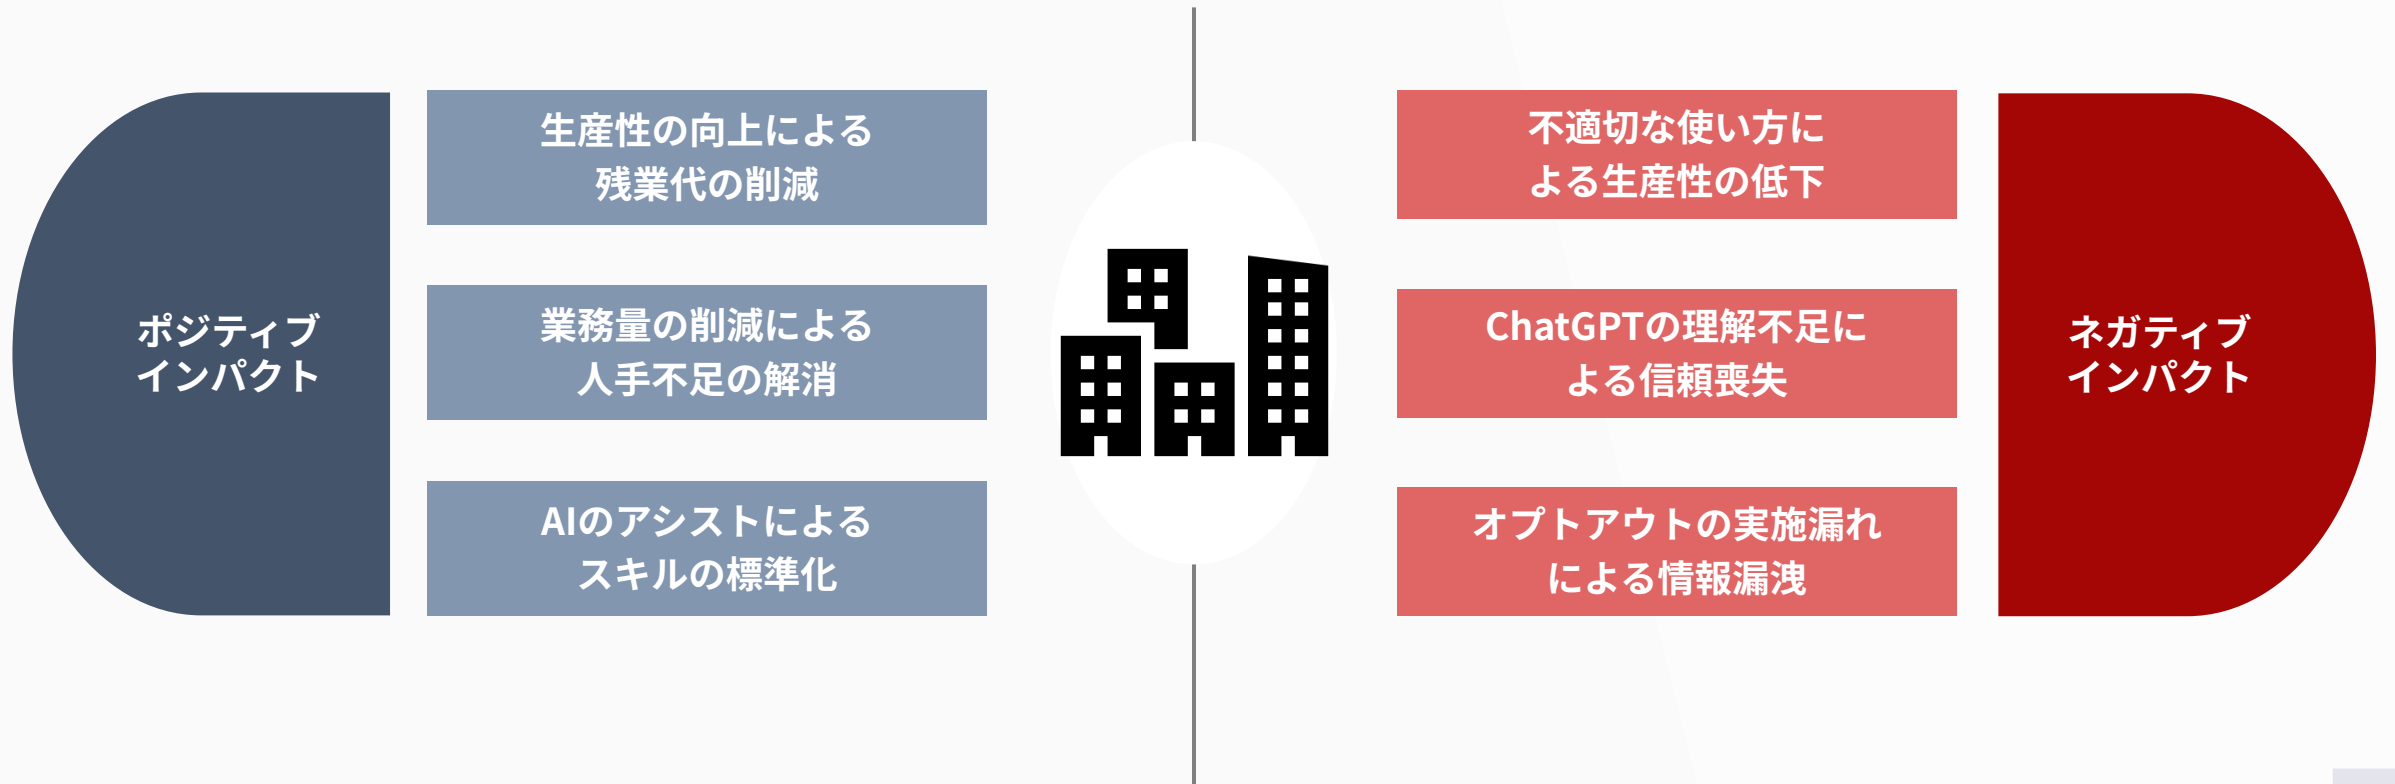 ポジティブ
インパクト
生産性の向上による
残業代の削減
業務量の削減による
人手不足の解消
AIのアシストによる
スキルの標準化
不適切な使い方に
よる生産性の低下
ChatGPTの理解不足に
よる信頼喪失
オプトアウトの実施漏れ
による情報漏洩
ネガティブ
インパクト